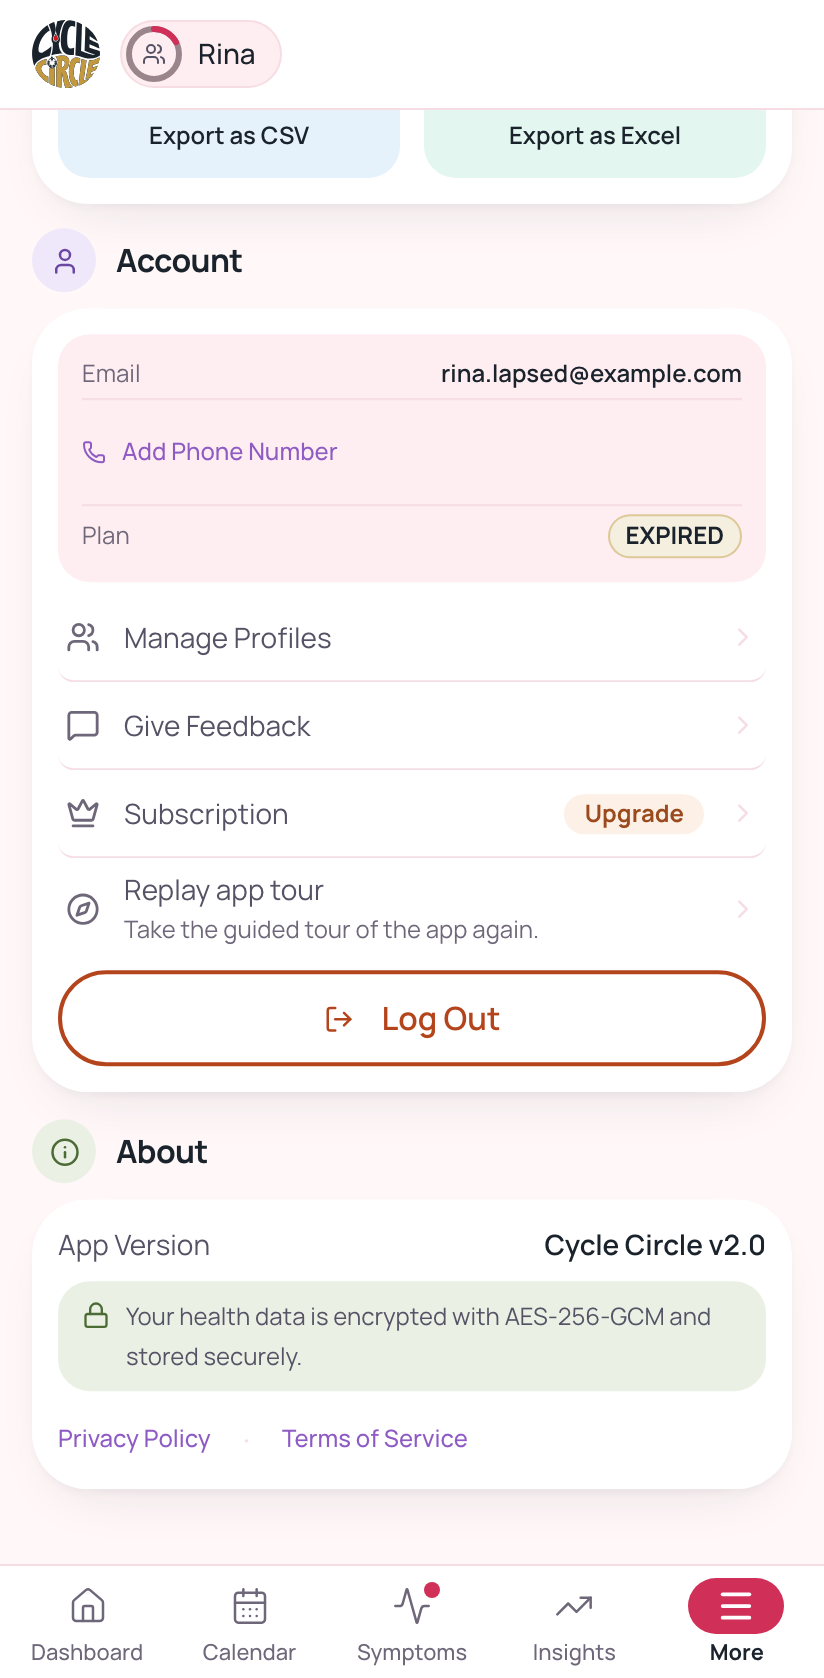 CYCLE
CIRCLE
Rina
Export as CSV
Export as Excel
Account
Email
rina.lapsed@example.com
Add Phone Number
Plan
EXPIRED
Manage Profiles
Give Feedback
Subscription
Upgrade
Replay app tour
Take the guided tour of the app again.
Log Out
About
App Version
Cycle Circle v2.0
Your health data is encrypted with AES-256-GCM and
stored securely.
Privacy Policy · Terms of Service
Dashboard
Calendar
Symptoms
Insights
More